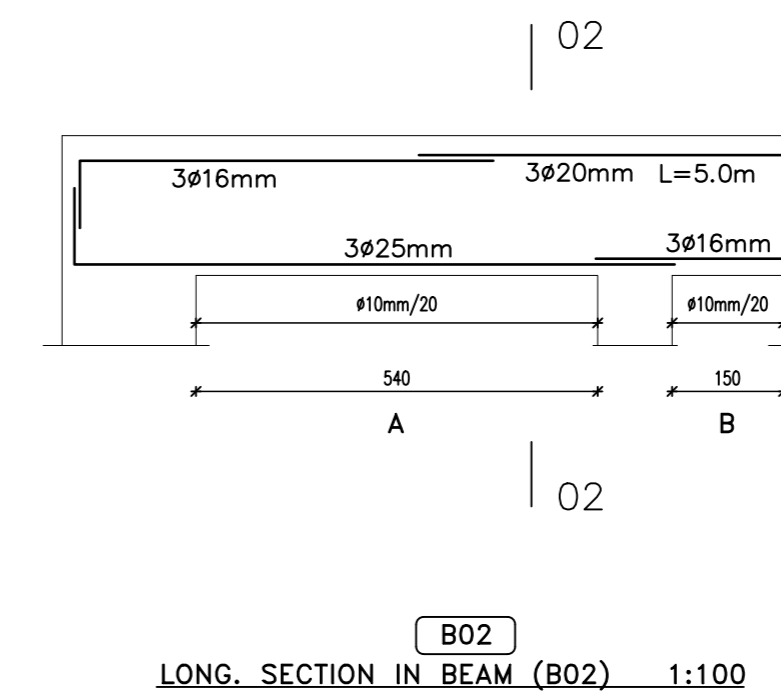 02
3ø16mm
3ø20mm L=5.0m
3ø25mm
3ø16mm
ø10mm/20
ø10mm/20
540
150
A
B
02
B02
LONG. SECTION IN BEAM (B02) 1:100